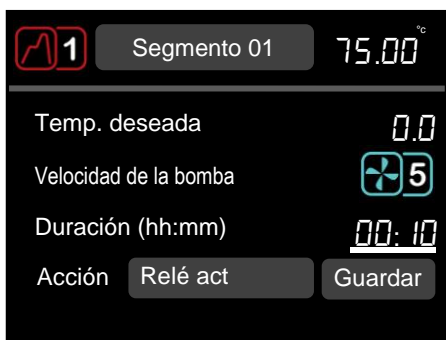 1 Segmento 01 75.00 °c
Temp. deseada 0.0
Velocidad de la bomba 5
Duración (hh:mm) 00:10
Acción Relé act Guardar